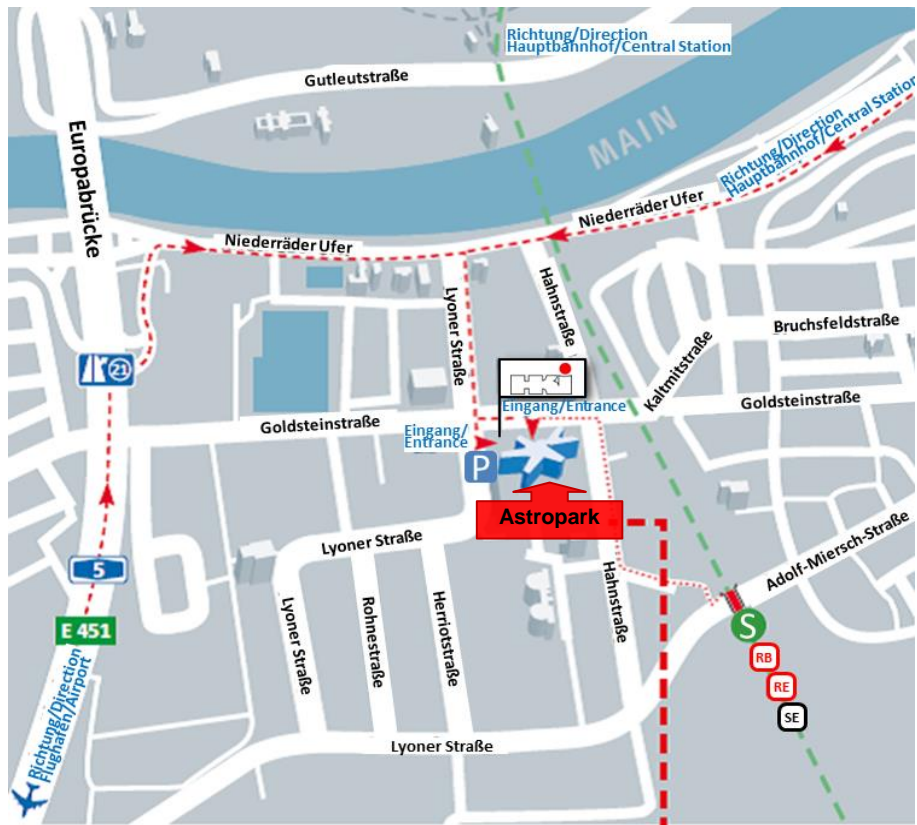 Richtung/Direction
Hauptbahnhof/Central Station
Gutleutstraße
Europabrücke
MAIN
Richtung/Direction
Hauptbahnhof/Central Station
Niederräder Ufer
Niederräder Ufer
Lyoner Straße
Hahnstraße
Bruchsfeldstraße
21
Kaltmitstraße
4
Goldsteinstraße
Eingang/Entrance
Goldsteinstraße
Eingang/
Entrance
P
Astropark
Lyoner Straße
Adolf-Miersch-Straße
5
Lyoner Straße
Rohnestraße
Herriotstraße
Hahnstraße
E 451
S
RB
RE
SE
Richtung/Direction
Flughafen/Airport
Lyoner Straße